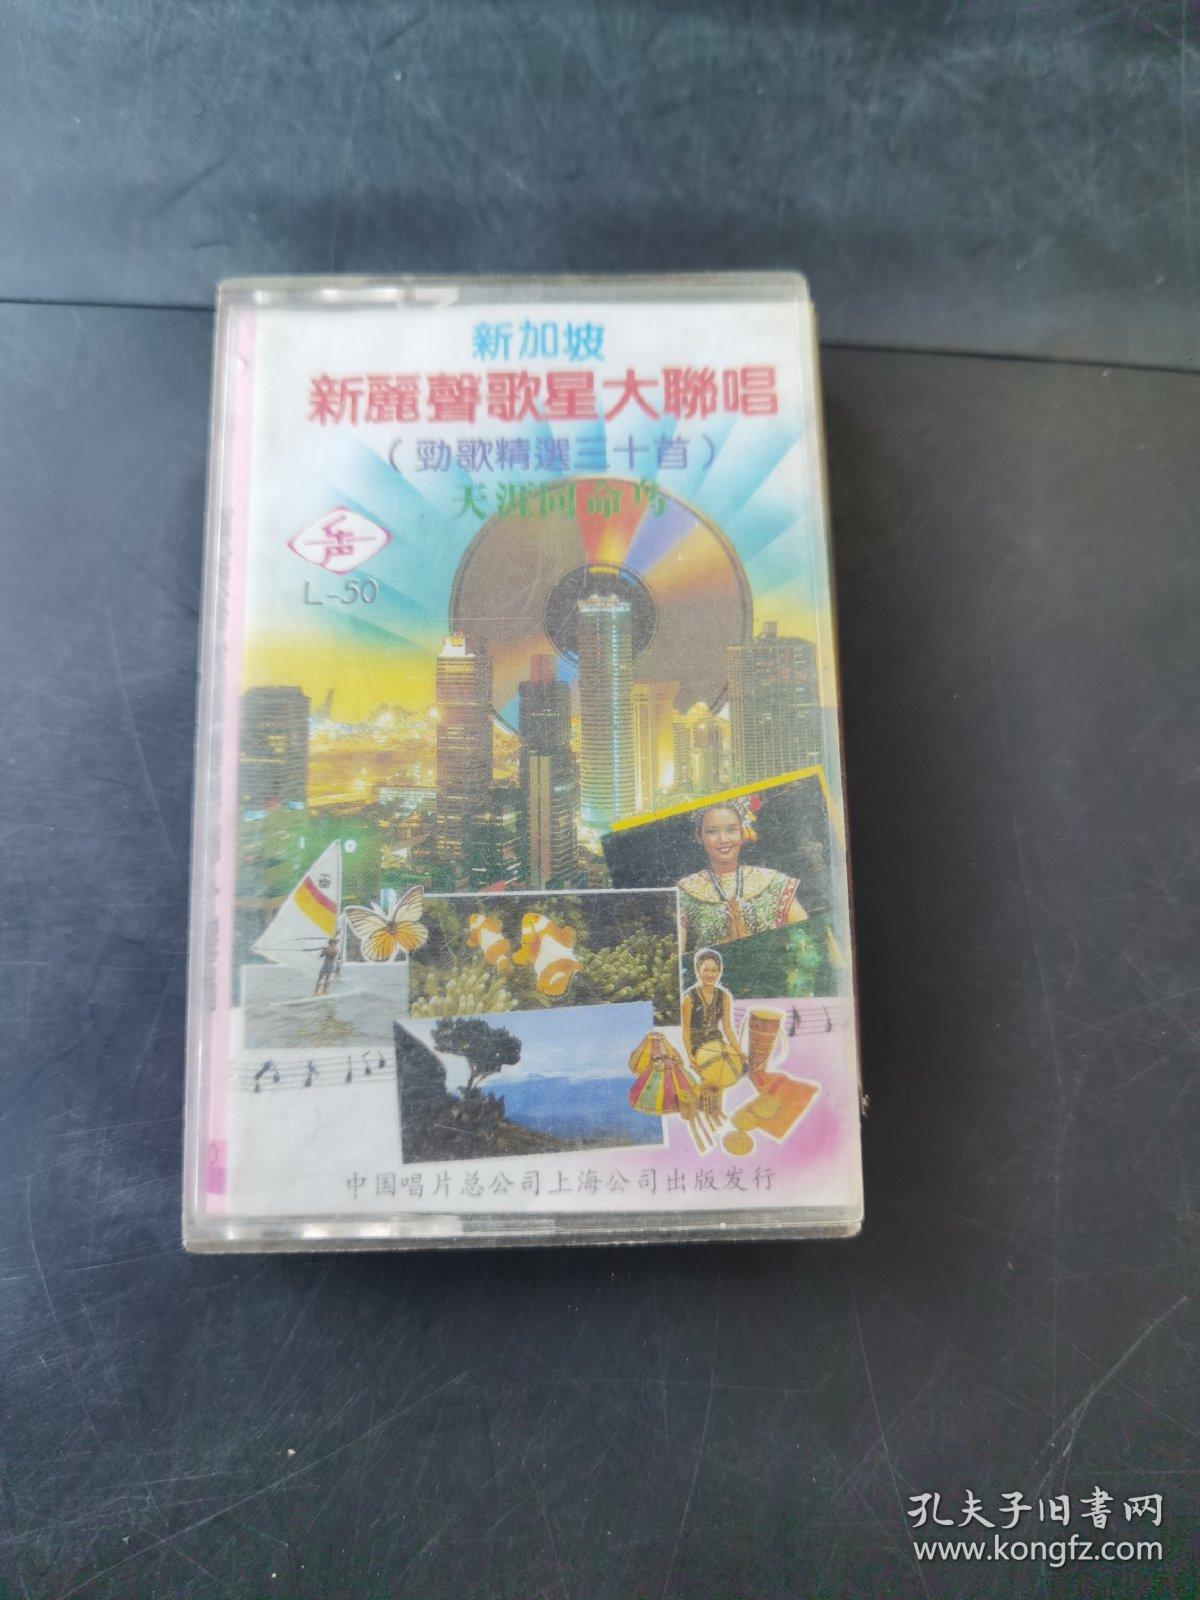 新加坡
新麗聲歌星大聯唱
（勁歌精選三十首）
天涯同命鸟
L-50
中国唱片总公司上海公司出版发行
孔夫子旧书网
www.kongfz.com